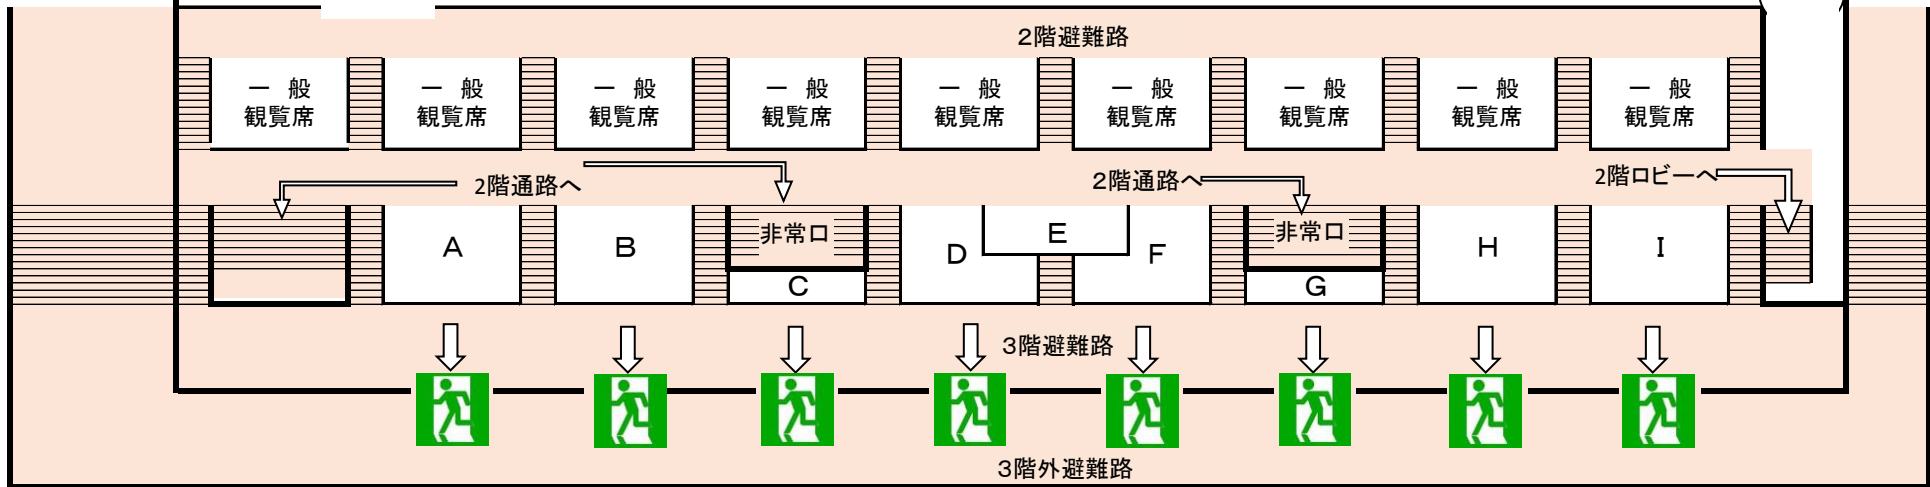 ２階避難路
一 般
観覧席
一 般
観覧席
一 般
観覧席
一 般
観覧席
一 般
観覧席
一 般
観覧席
一 般
観覧席
一 般
観覧席
一 般
観覧席
2階通路へ
２階通路へ
2階ロビーへ
A
B
非常口
C
D
E
F
非常口
G
H
I
３階避難路
３階外避難路